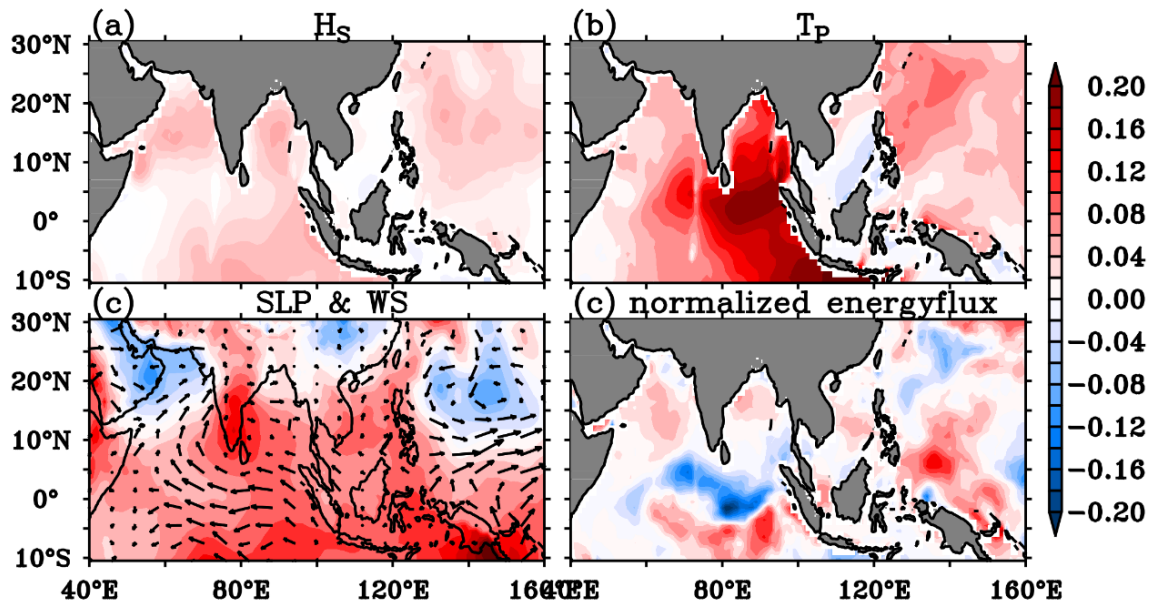 (a) H_S (b) T_P
30°N
20°N
10°N
0°
10°S
(c) SLP & WS (c) normalized energyflux
30°N
20°N
10°N
0°
10°S
40°E 80°E 120°E 160°E 40°E 80°E 120°E 160°E
0.20
0.16
0.12
0.08
0.04
0.00
−0.04
−0.08
−0.12
−0.16
−0.20